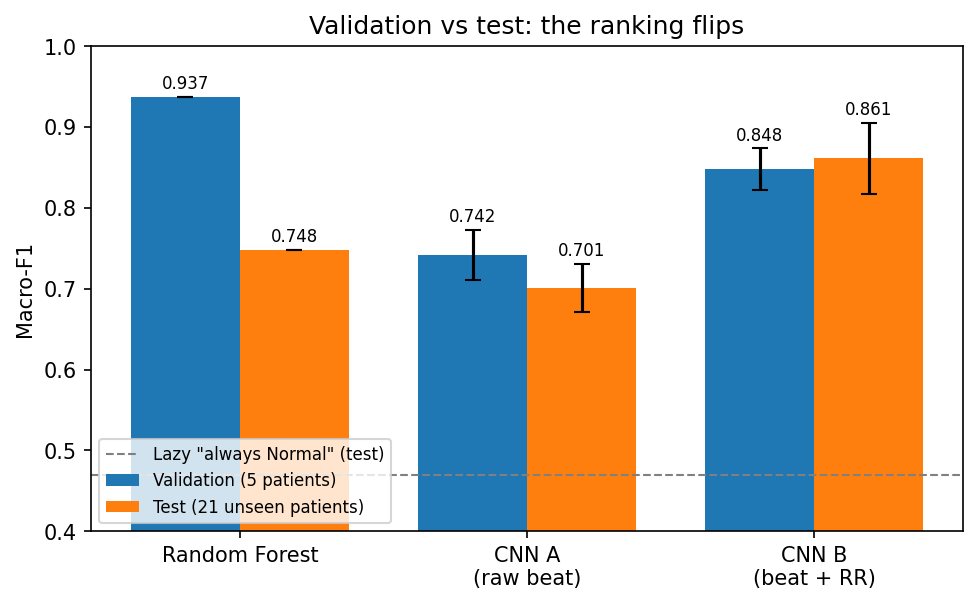 Validation vs test: the ranking flips
Macro-F1
1.0
0.9
0.8
0.7
0.6
0.5
0.4
0.937
0.748
0.742
0.701
0.848
0.861
Lazy "always Normal" (test)
Validation (5 patients)
Test (21 unseen patients)
Random Forest
CNN A
(raw beat)
CNN B
(beat + RR)